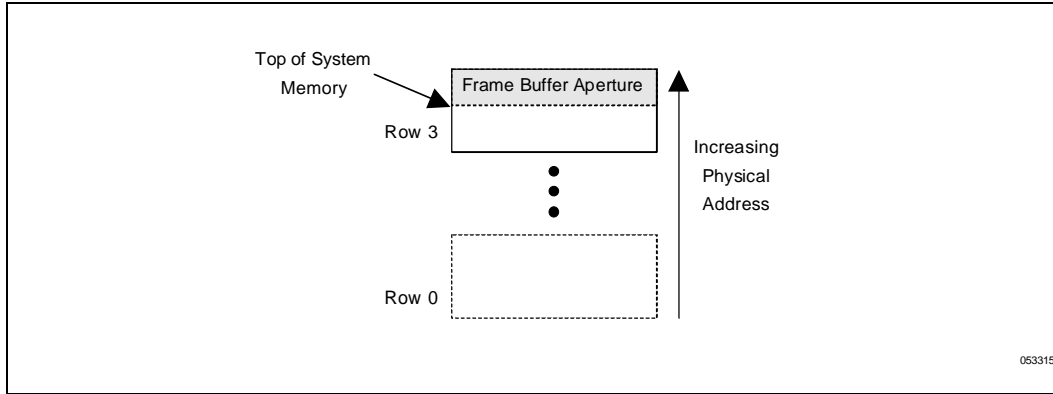 Top of System
Memory
Frame Buffer Aperture
Row 3
Increasing
Physical
Address
Row 0
053315